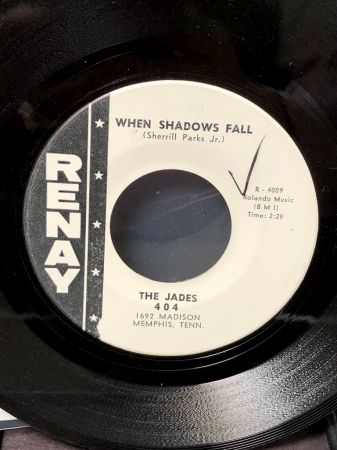 WHEN SHADOWS FALL
(Sherrill Parks Jr.)
RENAY
R - 4009
Rolando Music
(B M I)
Time: 2:29
THE JADES
404
1692 MADISON
MEMPHIS, TENN.